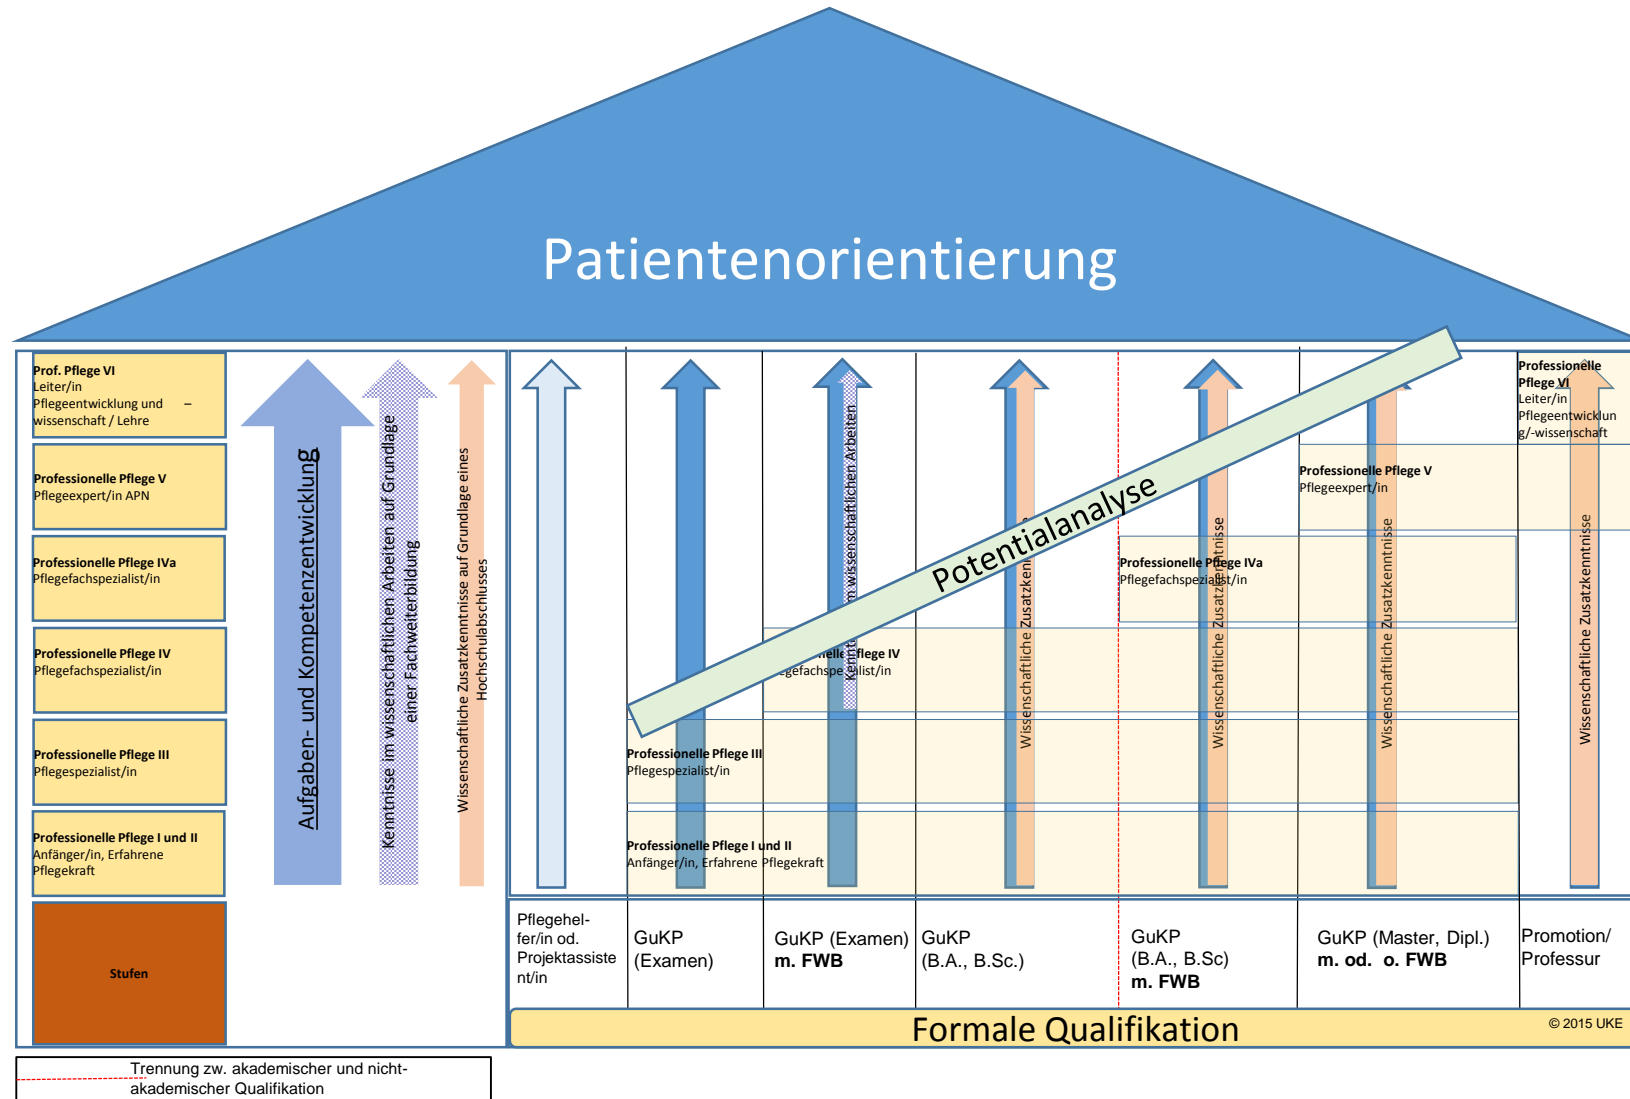 Patientenorientierung
Prof. Pflege VI
Leiter/in
Pflegeentwicklung und –
wissenschaft / Lehre
Professionelle Pflege V
Pflegeexpert/in APN
Professionelle Pflege IVa
Pflegefachspezialist/in
Professionelle Pflege IV
Pflegefachspezialist/in
Professionelle Pflege III
Pflegespezialist/in
Professionelle Pflege I und II
Anfänger/in, Erfahrene
Pflegekraft
Stufen
Aufgaben- und Kompetenzentwicklung
Kenntnisse im wissenschaftlichen Arbeiten auf Grundlage
einer Fachweiterbildung
Wissenschaftliche Zusatzkenntnisse auf Grundlage eines
Hochschulabschlusses
Potentialanalyse
m wissenschaftlichen Arbeiten
Wissenschaftliche Zusatzken
Wissenschaftliche Zusatzkenntnisse
Wissenschaftliche Zusatzkenntnisse
Wissenschaftliche Zusatzkenntnisse
Professionelle
Pflege VI
Leiter/in
Pflegeentwicklun
g/-wissenschaft
Professionelle Pflege V
Pflegeexpert/in
Professionelle Pflege IVa
Pflegefachspezialist/in
Pflege IV
Professionelle Pflege III
Pflegespezialist/in
Professionelle Pflege I und II
Anfänger/in, Erfahrene Pflegekraft
Pflegehel-
fer/in od.
Projektassiste
nt/in
GuKP
(Examen)
GuKP (Examen)
m. FWB
GuKP
(B.A., B.Sc.)
GuKP
(B.A., B.Sc)
m. FWB
GuKP (Master, Dipl.)
m. od. o. FWB
Promotion/
Professur
Formale Qualifikation
© 2015 UKE
Trennung zw. akademischer und nicht-
akademischer Qualifikation